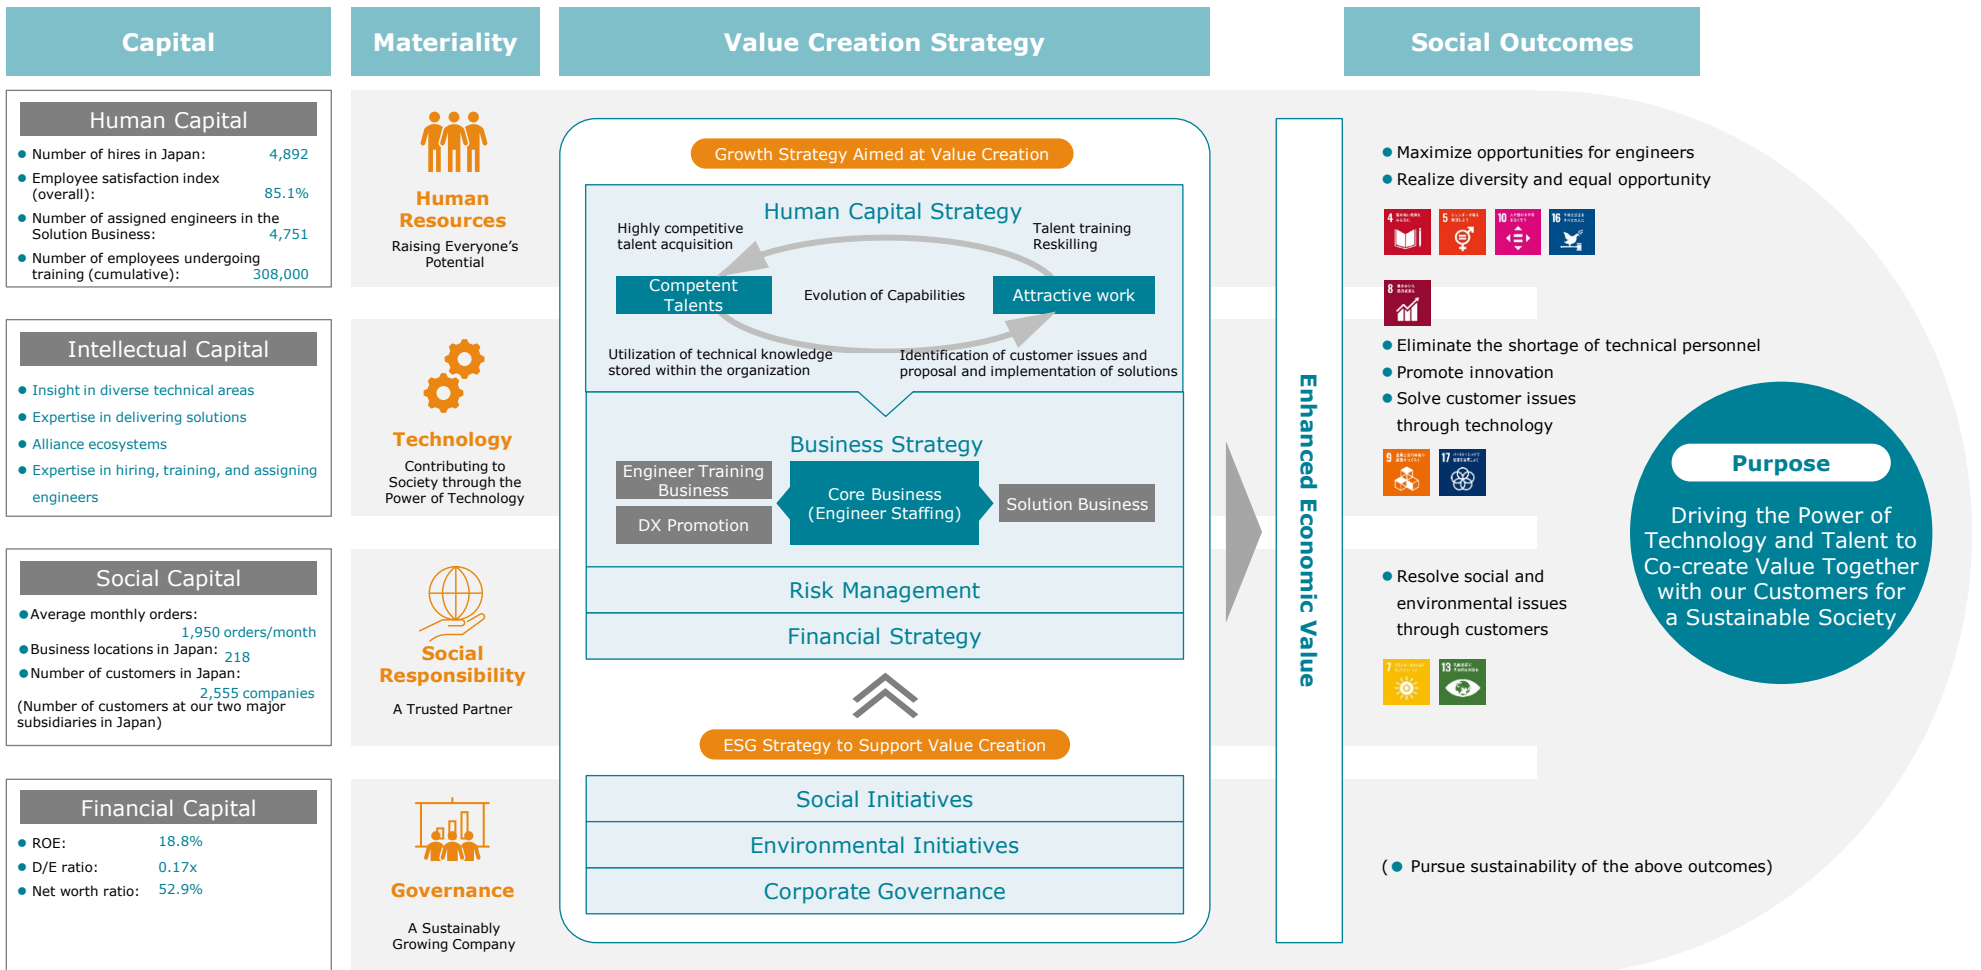 Capital
Materiality
Value Creation Strategy
Social Outcomes
Human Capital
Number of hires in Japan: 4,892
Employee satisfaction index
(overall): 85.1%
Number of assigned engineers in the
Solution Business: 4,751
Number of employees undergoing
training (cumulative): 308,000
Intellectual Capital
Insight in diverse technical areas
Expertise in delivering solutions
Alliance ecosystems
Expertise in hiring, training, and assigning
engineers
Social Capital
Average monthly orders:
1,950 orders/month
Business locations in Japan: 218
Number of customers in Japan:
2,555 companies
(Number of customers at our two major
subsidiaries in Japan)
Financial Capital
ROE: 18.8%
D/E ratio: 0.17x
Net worth ratio: 52.9%
Human
Resources
Raising Everyone's
Potential
Technology
Contributing to
Society through the
Power of Technology
Social
Responsibility
A Trusted Partner
Governance
A Sustainably
Growing Company
Growth Strategy Aimed at Value Creation
Human Capital Strategy
Highly competitive
talent acquisition
Talent training
Reskilling
Competent
Talents
Evolution of Capabilities
Attractive work
Utilization of technical knowledge
stored within the organization
Identification of customer issues and
proposal and implementation of solutions
Business Strategy
Engineer Training
Business
DX Promotion
Core Business
(Engineer Staffing)
Solution Business
Risk Management
Financial Strategy
ESG Strategy to Support Value Creation
Social Initiatives
Environmental Initiatives
Corporate Governance
Enhanced Economic Value
Maximize opportunities for engineers
Realize diversity and equal opportunity
4
5
10
16
8
Eliminate the shortage of technical personnel
Promote innovation
Solve customer issues
through technology
9
17
Resolve social and
environmental issues
through customers
7
13
( Pursue sustainability of the above outcomes)
Purpose
Driving the Power of
Technology and Talent to
Co-create Value Together
with our Customers for
a Sustainable Society